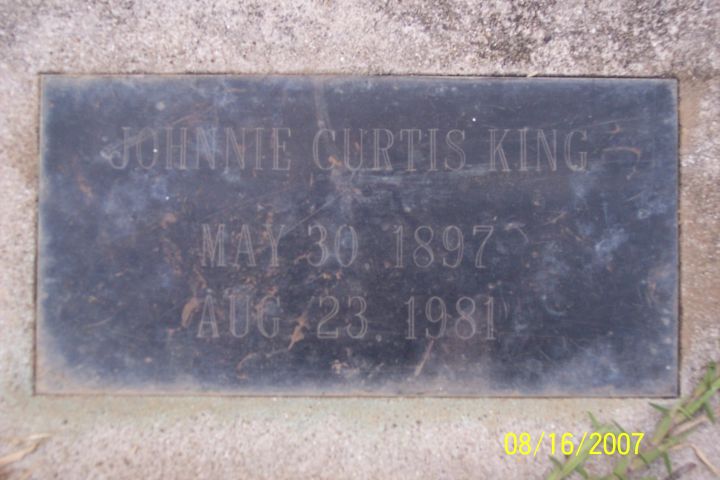 JOHNNIE CURTIS KING
MAY 30, 1897
AUG. 23, 1981
08/16/2007